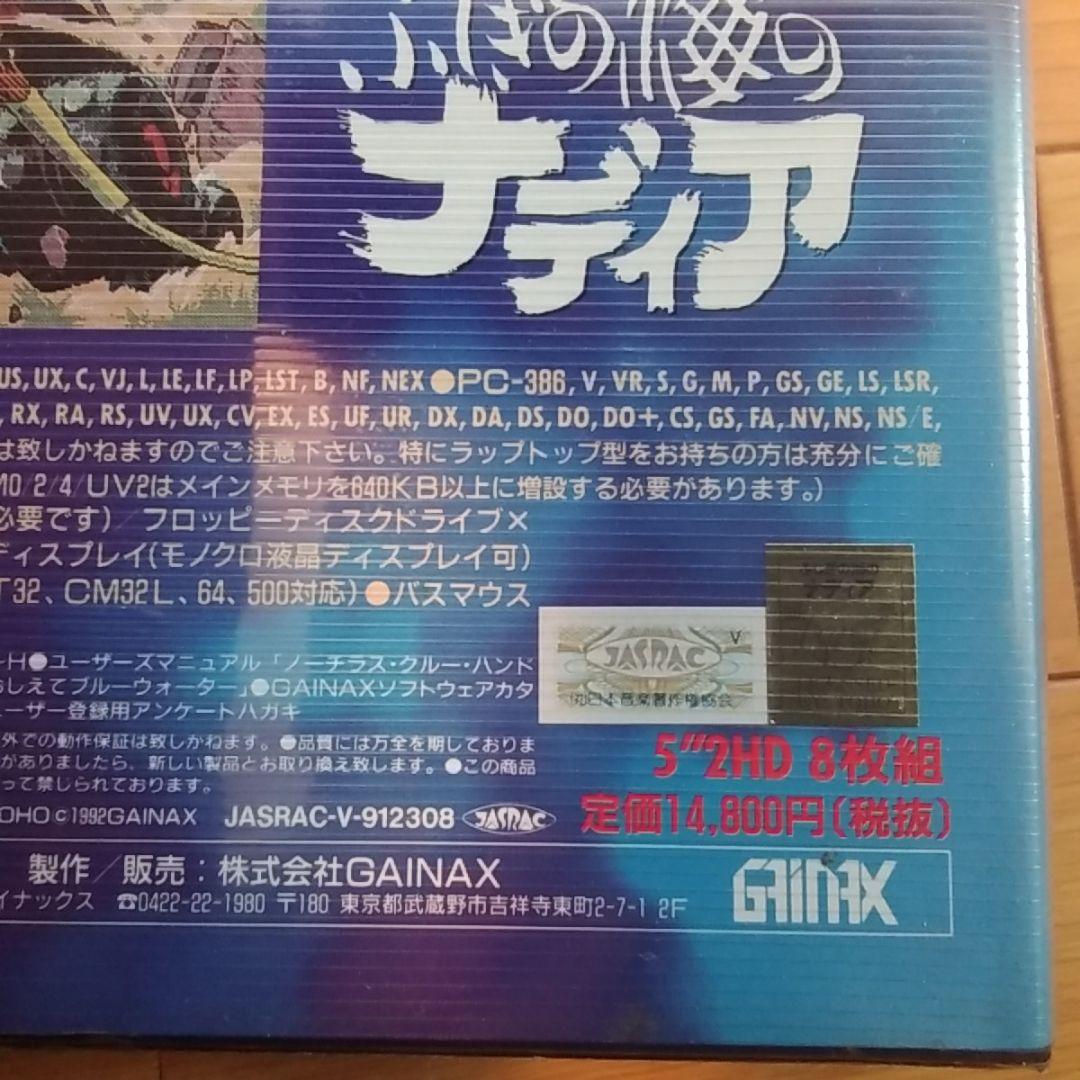 ふしぎの海の
ナディア
US, UX, C, VJ, L, LE, LF, LP, LST, B, NF, NEX ●PC-386, V, VR, S, G, M, P, GS, GE, LS, LSR,
, RX, RA, RS, UV, UX, CV, EX, ES, UF, UR, DX, DA, DS, DO, DO+, CS, GS, FA, NV, NS, NS/E,
は致しかねますのでご注意下さい。特にラップトップ型をお持ちの方は充分にご確
2/4/UV2はメインメモリを640KB以上に増設する必要があります。)
必要です)/フロッピーディスクドライブ×
ディスプレイ(モノクロ液晶ディスプレイ可)
T32、CM32L、64、500対応)●バスマウス
-H●ユーザーズマニュアル「ノーチラス・クルー・ハンド
おしえてブルーウォーター」●GAINAXソフトウェアカタ
ユーザー登録用アンケートハガキ
外での動作保証は致しかねます。●品質には万全を期しておりま
がありましたら、新しい製品とお取り換え致します。●この商品
って禁じられております。
V
JASRAC
(社)日本音楽著作権協会
5"2HD 8枚組
定価14,800円(税抜)
OHO ©1992GAINAX JASRAC-V-912308 JASRAC
製作/販売:株式会社GAINAX
イナックス ☎0422-22-1980 〒180 東京都武蔵野市吉祥寺東町2-7-1 2F
GAINAX